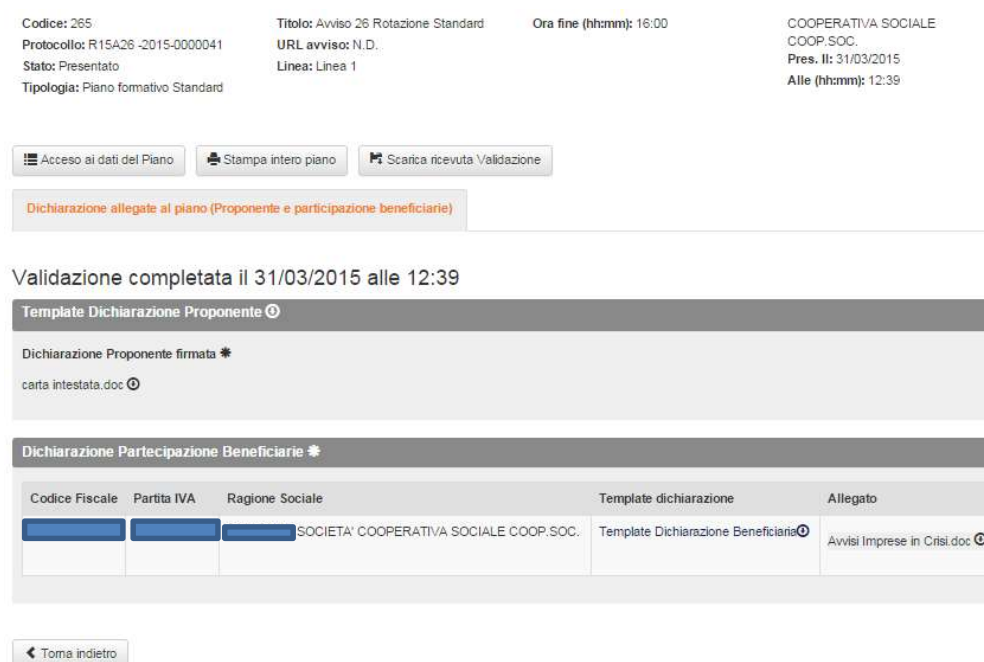 Codice: 265
Protocollo: R15A26 -2015-0000041
Stato: Presentato
Tipologia: Piano formativo Standard
Titolo: Avviso 26 Rotazione Standard
URL avviso: N.D.
Linea: Linea 1
Ora fine (hh:mm): 16:00
COOPERATIVA SOCIALE
COOP.SOC.
Pres. Il: 31/03/2015
Alle (hh:mm): 12:39
Acceso ai dati del Piano
Stampa intero piano
Scarica ricevuta Validazione
Dichiarazione allegate al piano (Proponente e participazione beneficiarie)
Validazione completata il 31/03/2015 alle 12:39
Template Dichiarazione Proponente
Dichiarazione Proponente firmata
carta intestata.doc
Dichiarazione Partecipazione Beneficiarie
Codice Fiscale Partita IVA Ragione Sociale Template dichiarazione Allegato
SOCIETA' COOPERATIVA SOCIALE COOP.SOC. Template Dichiarazione Beneficiaria Avvisi Imprese in Crisi.doc
Torna indietro